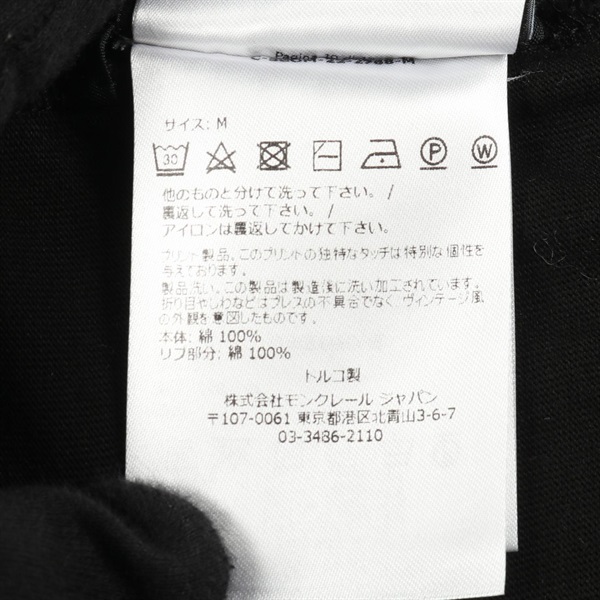 サイズ: M
30
P
W
他のものと分けて洗って下さい。/
裏返して洗って下さい。/
アイロンは裏返してかけて下さい。
プリント製品、このプリントの独特なタッチは特別な個性を
与えております。
製品洗い。この製品は製造後に洗い加工されています。
折り目やしわなどはプレスの不具合でなく、ヴィンテージ風
の外観を意図したものです。
本体: 綿 100%
リブ部分: 綿 100%
トルコ製
株式会社モンクレール ジャパン
〒107-0061 東京都港区北青山3-6-7
03-3486-2110